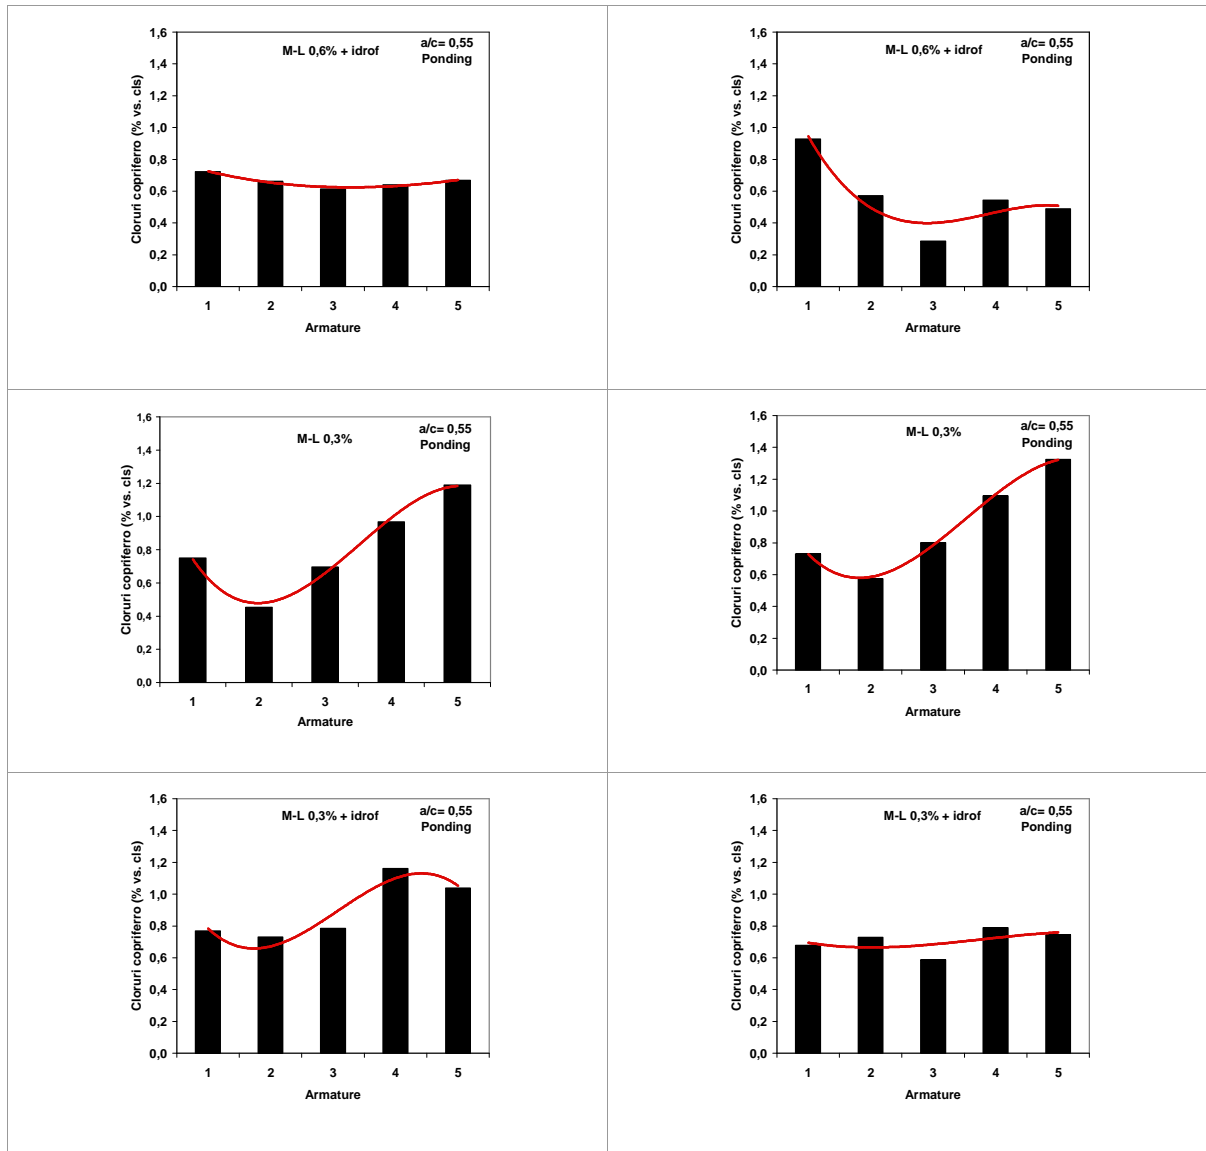 M-L 0,6% + idrof
a/c= 0,55
Ponding
Cloruri copriferro (% vs. cls)
1,6
1,4
1,2
1,0
0,8
0,6
0,4
0,2
0,0
1 2 3 4 5
Armature
M-L 0,6% + idrof
a/c= 0,55
Ponding
Cloruri copriferro (% vs. cls)
1,6
1,4
1,2
1,0
0,8
0,6
0,4
0,2
0,0
1 2 3 4 5
Armature
M-L 0,3%
a/c= 0,55
Ponding
Cloruri copriferro (% vs. cls)
1,6
1,4
1,2
1,0
0,8
0,6
0,4
0,2
0,0
1 2 3 4 5
Armature
M-L 0,3%
a/c= 0,55
Ponding
Cloruri copriferro (% vs. cls)
1,6
1,4
1,2
1,0
0,8
0,6
0,4
0,2
0,0
1 2 3 4 5
Armature
M-L 0,3% + idrof
a/c= 0,55
Ponding
Cloruri copriferro (% vs. cls)
1,6
1,4
1,2
1,0
0,8
0,6
0,4
0,2
0,0
1 2 3 4 5
Armature
M-L 0,3% + idrof
a/c= 0,55
Ponding
Cloruri copriferro (% vs. cls)
1,6
1,4
1,2
1,0
0,8
0,6
0,4
0,2
0,0
1 2 3 4 5
Armature